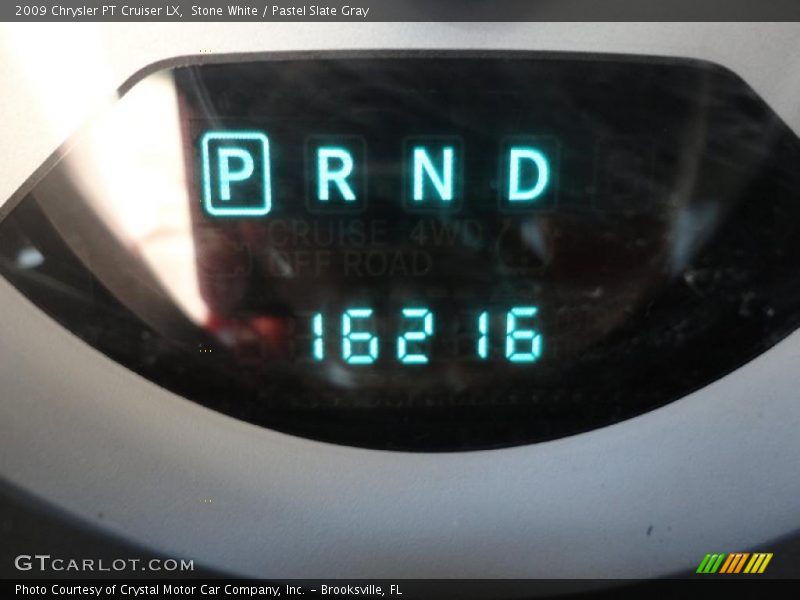 2009 Chrysler PT Cruiser LX, Stone White / Pastel Slate Gray
P R N D
CRUISE 4WD
OFF ROAD
16216
GTCARLOT.COM
Photo Courtesy of Crystal Motor Car Company, Inc. – Brooksville, FL